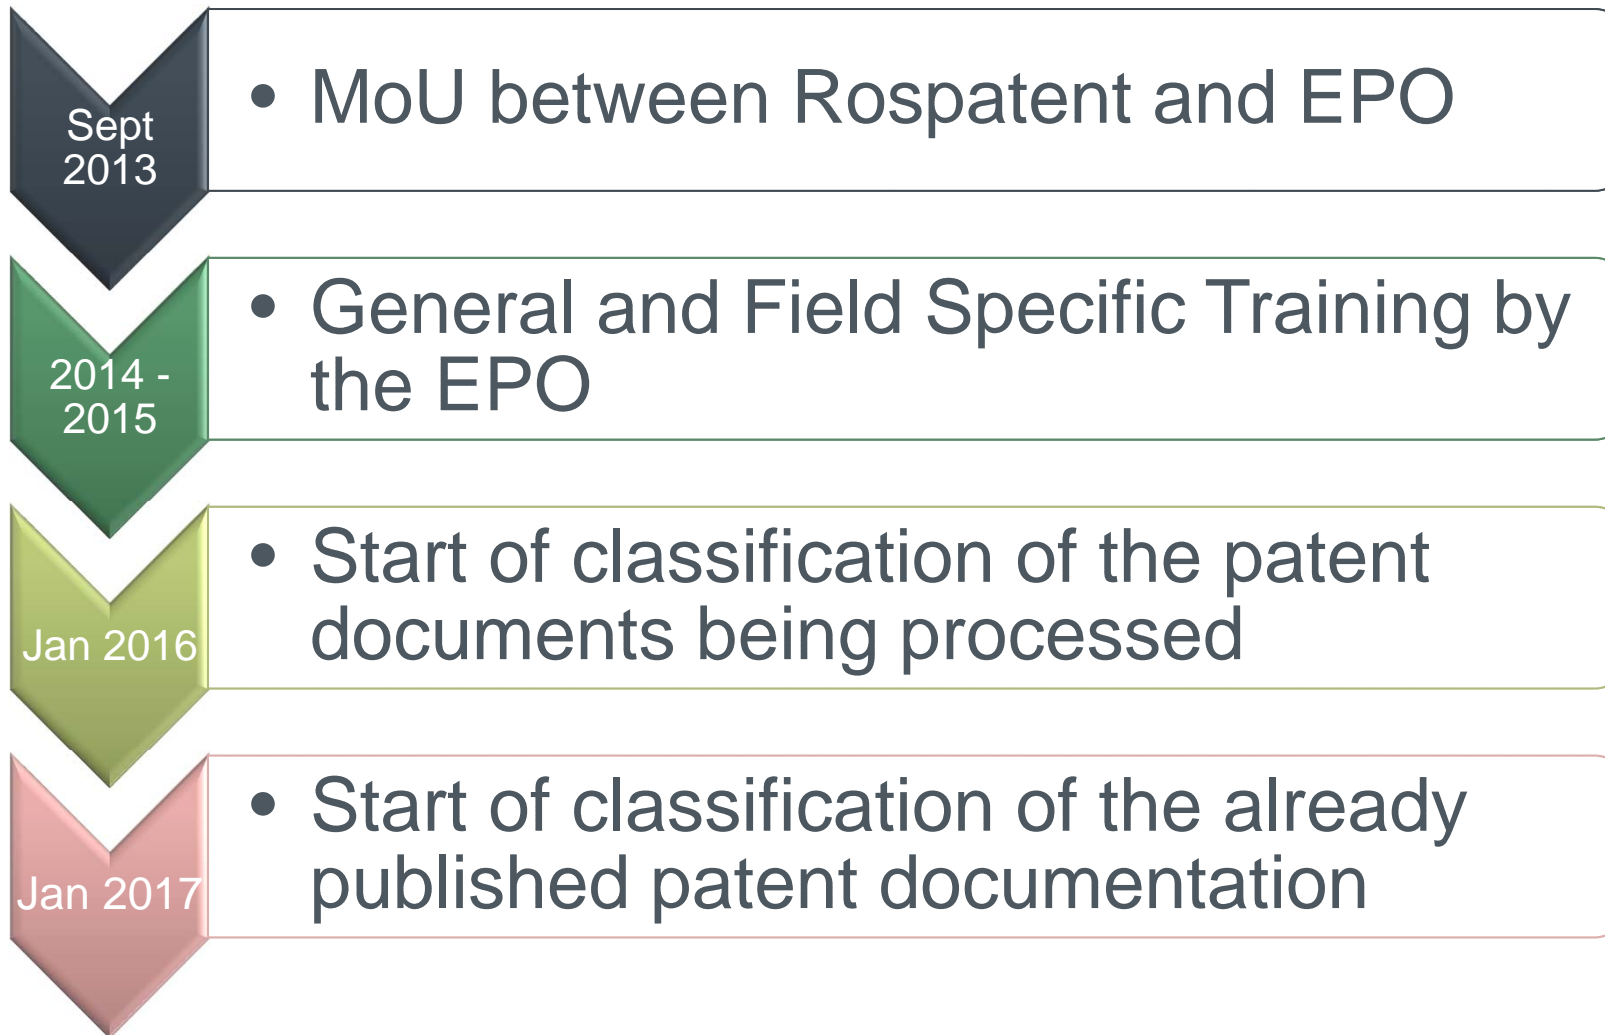 Sept
2013
• MoU between Rospatent and EPO
2014 -
2015
• General and Field Specific Training by
the EPO
Jan 2016
• Start of classification of the patent
documents being processed
Jan 2017
• Start of classification of the already
published patent documentation